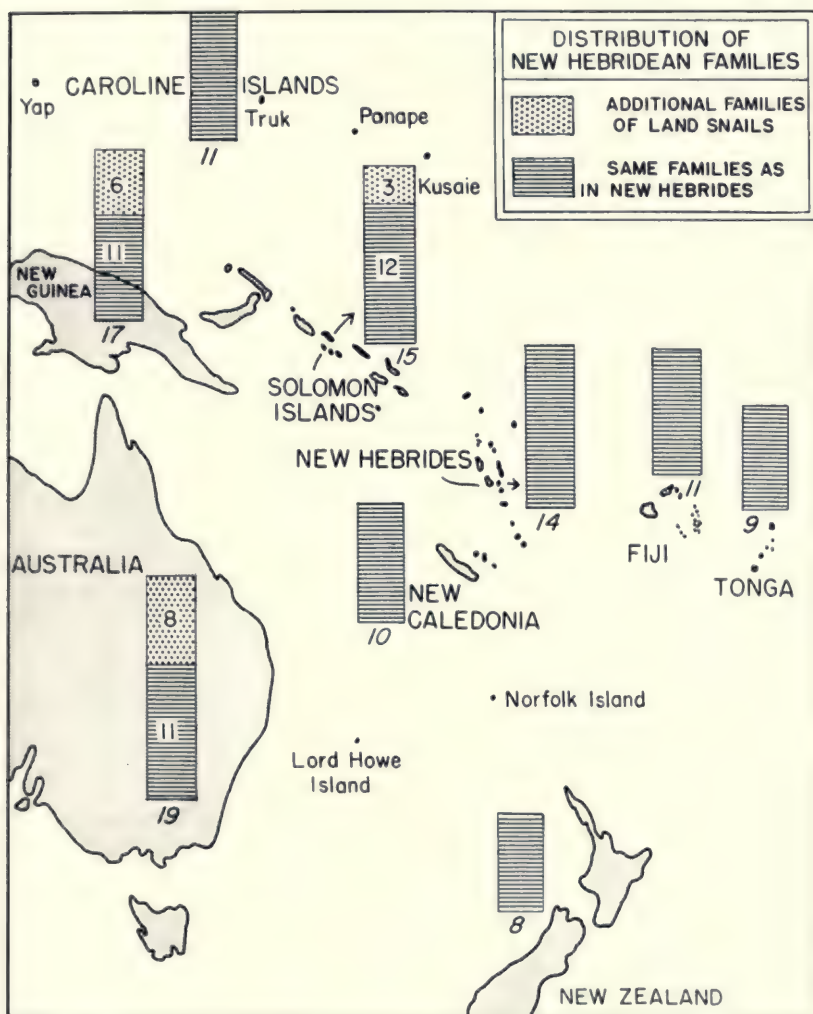 DISTRIBUTION OF
NEW HEBRIDEAN FAMILIES
ADDITIONAL FAMILIES
OF LAND SNAILS
SAME FAMILIES AS
IN NEW HEBRIDES
CAROLINE ISLANDS
Yap
Truk
Ponape
Kusaie
11
6
11
17
NEW
GUINEA
3
12
15
SOLOMON
ISLANDS
NEW HEBRIDES
14
11
FIJI
9
TONGA
AUSTRALIA
8
11
19
10
NEW
CALEDONIA
Norfolk Island
Lord Howe
Island
8
NEW ZEALAND